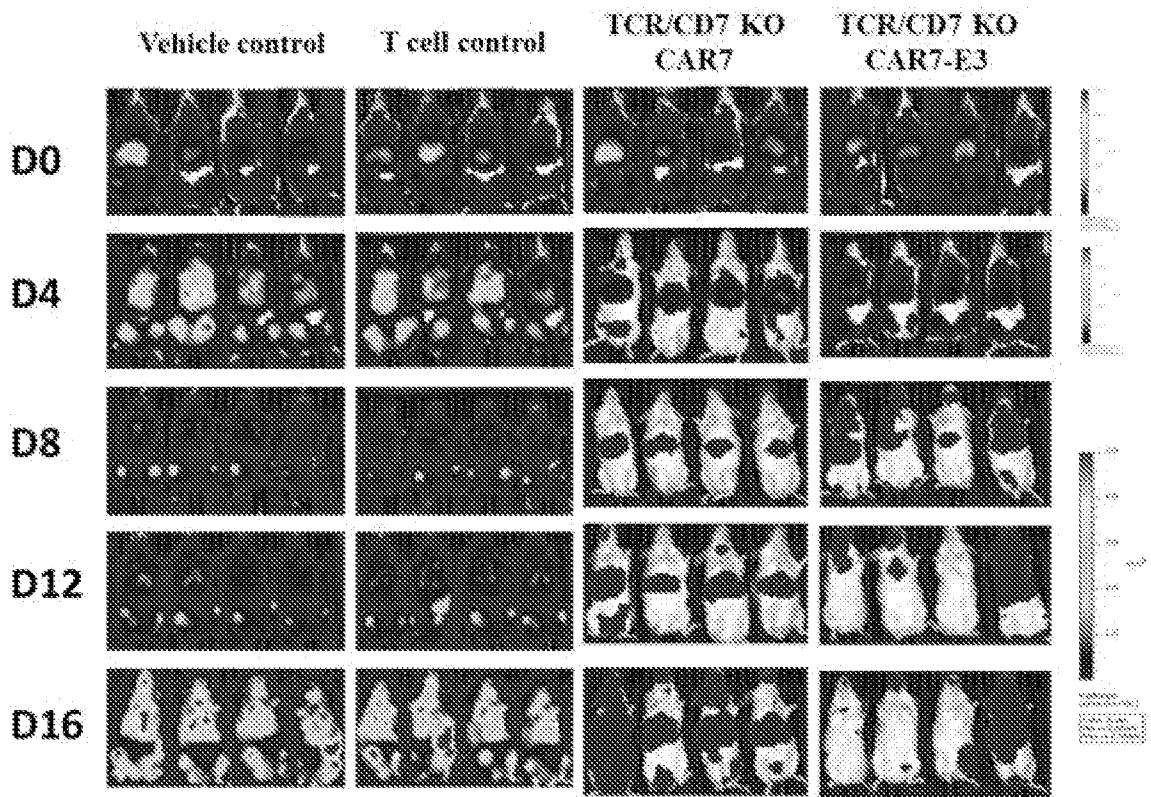 Vehicle control
T cell control
TCR/CD7 KO
CAR7
TCR/CD7 KO
CAR7-E3
D0
D4
D8
D12
D16